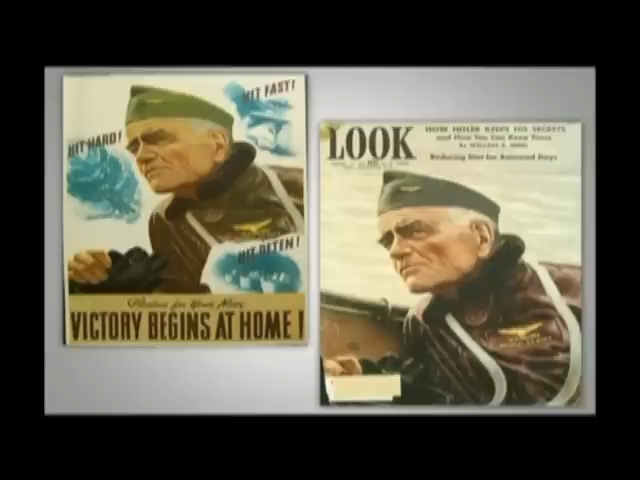 HIT HARD!
HIT FAST!
HIT OFTEN!
Produce for Your Navy
VICTORY BEGINS AT HOME!
LOOK
HOW HITLER KEEPS HIS SECRETS
and How You Can Keep Yours
Reducing Diet for Rationed Days